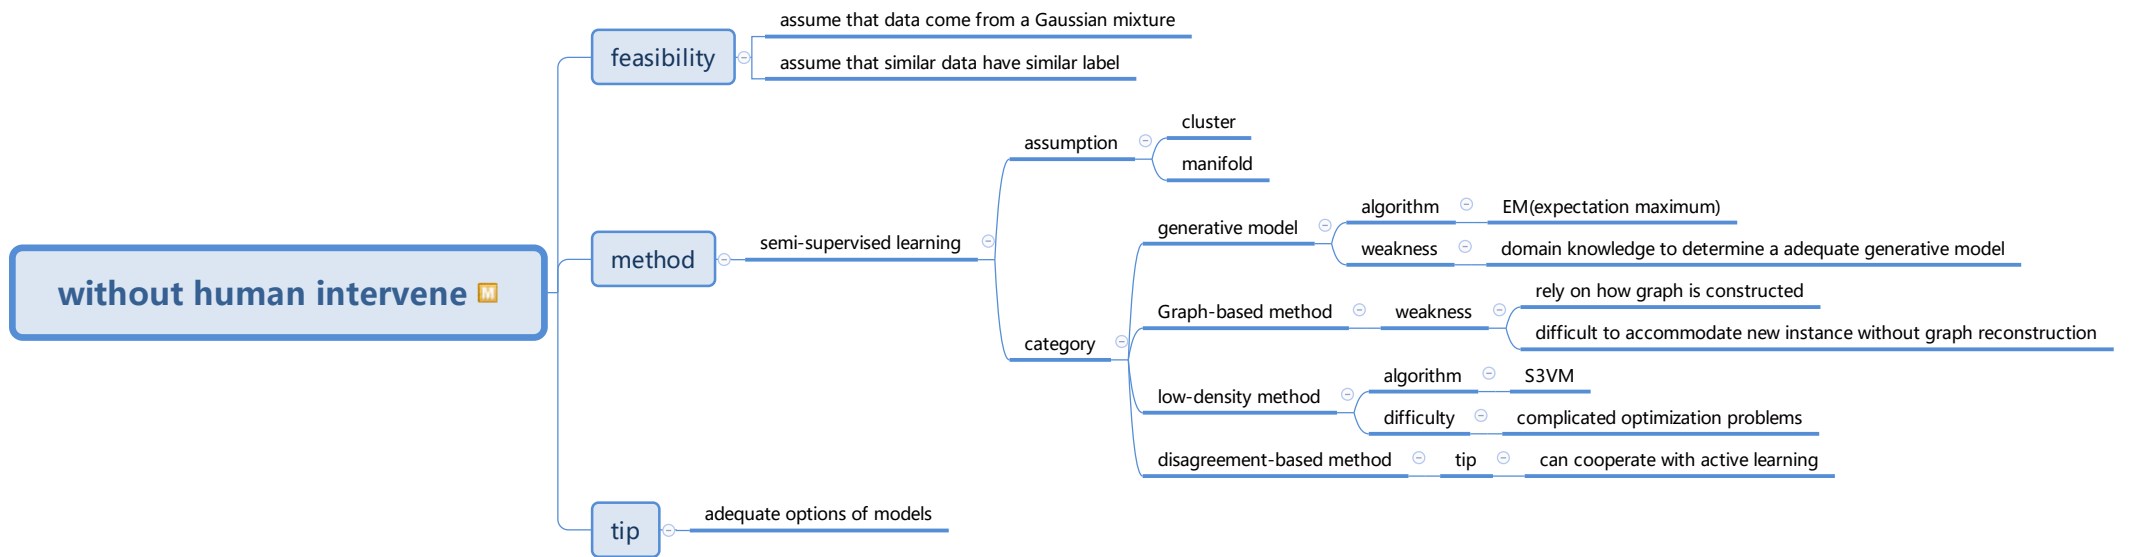 without human intervene
feasibility
assume that data come from a Gaussian mixture
assume that similar data have similar label
method
semi-supervised learning
assumption
cluster
manifold
category
generative model
algorithm
EM(expectation maximum)
weakness
domain knowledge to determine a adequate generative model
Graph-based method
weakness
rely on how graph is constructed
difficult to accommodate new instance without graph reconstruction
low-density method
algorithm
S3VM
difficulty
complicated optimization problems
disagreement-based method
tip
can cooperate with active learning
tip
adequate options of models